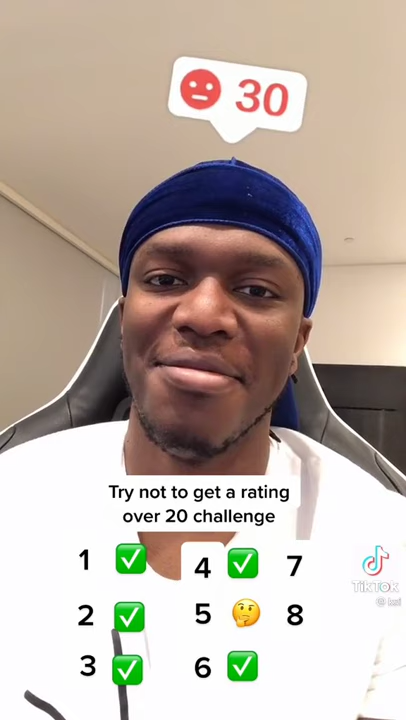 30
Try not to get a rating
over 20 challenge
1 ✅ 4 ✅ 7
2 ✅ 5 🤔 8
3 ✅ 6 ✅
TikTok